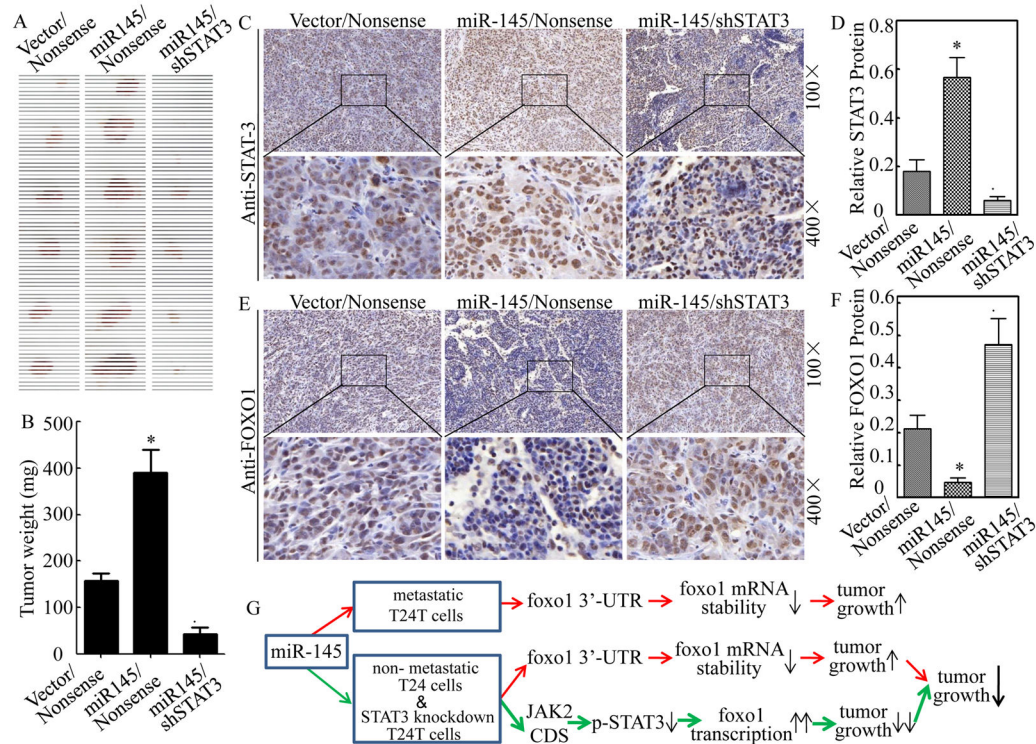 A
Vector/
Nonsense
miR145/
Nonsense
miR145/
shSTAT3
B
Tumor weight (mg)
500
400
300
200
100
0
*
Vector/
Nonsense
miR145/
Nonsense
miR145/
shSTAT3
C
Vector/Nonsense
miR-145/Nonsense
miR-145/shSTAT3
Anti-STAT-3
100×
400×
D
Relative STAT3 Protein
0.8
0.6
0.4
0.2
0
*
Vector/
Nonsense
miR145/
Nonsense
miR145/
shSTAT3
E
Vector/Nonsense
miR-145/Nonsense
miR-145/shSTAT3
Anti-FOXO1
100×
400×
F
Relative FOXO1 Protein
0.6
0.5
0.4
0.3
0.2
0.1
0
*
Vector/
Nonsense
miR145/
Nonsense
miR145/
shSTAT3
G
miR-145
metastatic
T24T cells
foxo1 3’-UTR
foxo1 mRNA
stability ↓
tumor
growth ↑
non- metastatic
T24 cells
&
STAT3 knockdown
T24T cells
foxo1 3’-UTR
foxo1 mRNA
stability ↓
tumor
growth ↑
JAK2
CDS
p-STAT3 ↓
foxo1
transcription ↑↑
tumor
growth ↓↓
tumor
growth ↓